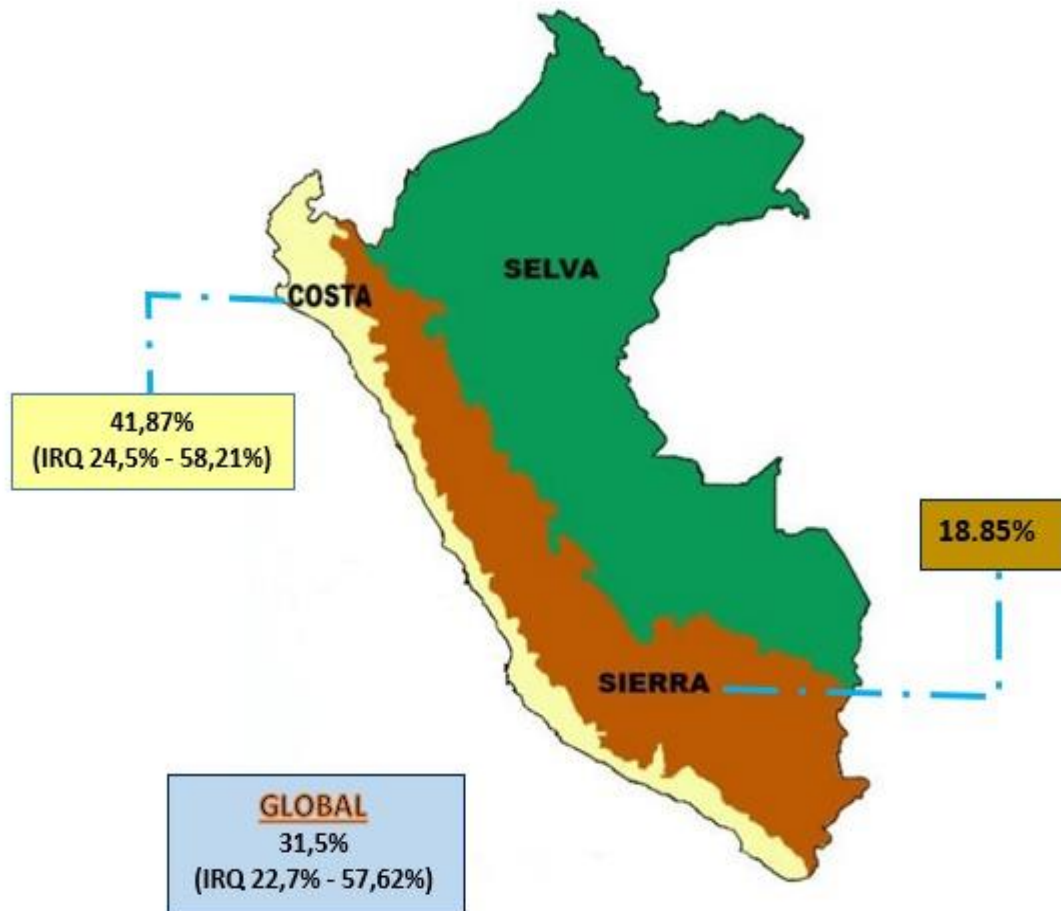 SELVA
COSTA
41,87%
(IRQ 24,5% - 58,21%)
18.85%
SIERRA
GLOBAL
31,5%
(IRQ 22,7% - 57,62%)